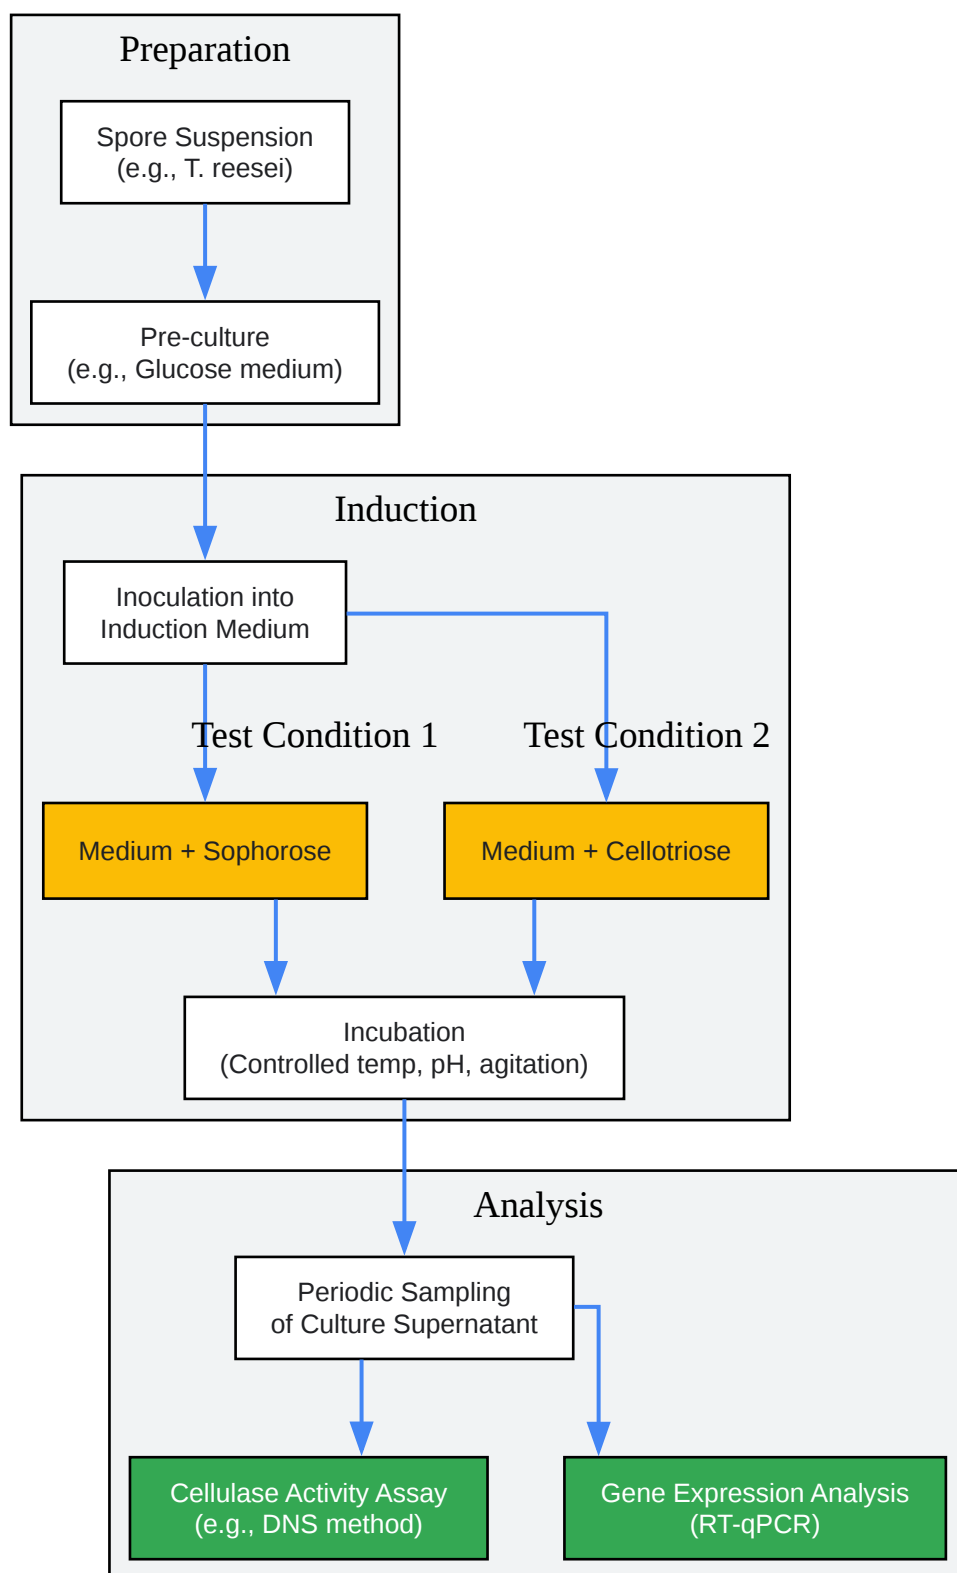 Preparation
Spore Suspension
(e.g., T. reesei)
Pre-culture
(e.g., Glucose medium)
Induction
Inoculation into
Induction Medium
Test Condition 1
Test Condition 2
Medium + Sophorose
Medium + Cellotriose
Incubation
(Controlled temp, pH, agitation)
Analysis
Periodic Sampling
of Culture Supernatant
Cellulase Activity Assay
(e.g., DNS method)
Gene Expression Analysis
(RT-qPCR)